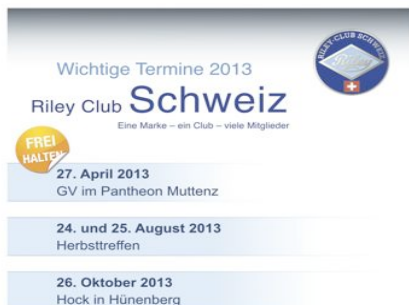 Wichtige Termine 2013
RILEY-CLUB SCHWEIZ
Riley
Riley Club Schweiz
Eine Marke – ein Club – viele Mitglieder
FREI
HALTEN
27. April 2013
GV im Pantheon Muttenz
24. und 25. August 2013
Herbsttreffen
26. Oktober 2013
Hock in Hünenberg